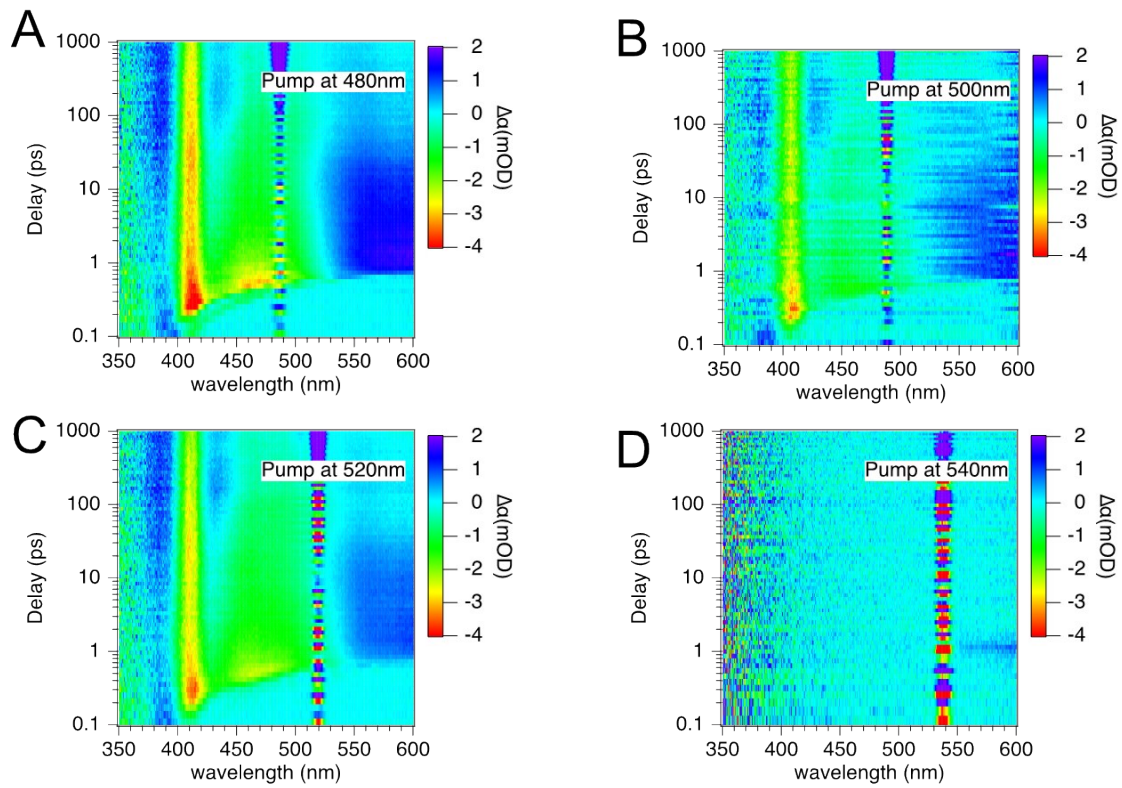 A
Pump at 480nm
1000
100
10
1
0.1
Delay (ps)
350 400 450 500 550 600
wavelength (nm)
2
1
0
-1
-2
-3
-4
Δα(mOD)
B
Pump at 500nm
1000
100
10
1
0.1
Delay (ps)
350 400 450 500 550 600
wavelength (nm)
2
1
0
-1
-2
-3
-4
Δα(mOD)
C
Pump at 520nm
1000
100
10
1
0.1
Delay (ps)
350 400 450 500 550 600
wavelength (nm)
2
1
0
-1
-2
-3
-4
Δα(mOD)
D
Pump at 540nm
1000
100
10
1
0.1
Delay (ps)
350 400 450 500 550 600
wavelength (nm)
2
1
0
-1
-2
-3
-4
Δα(mOD)